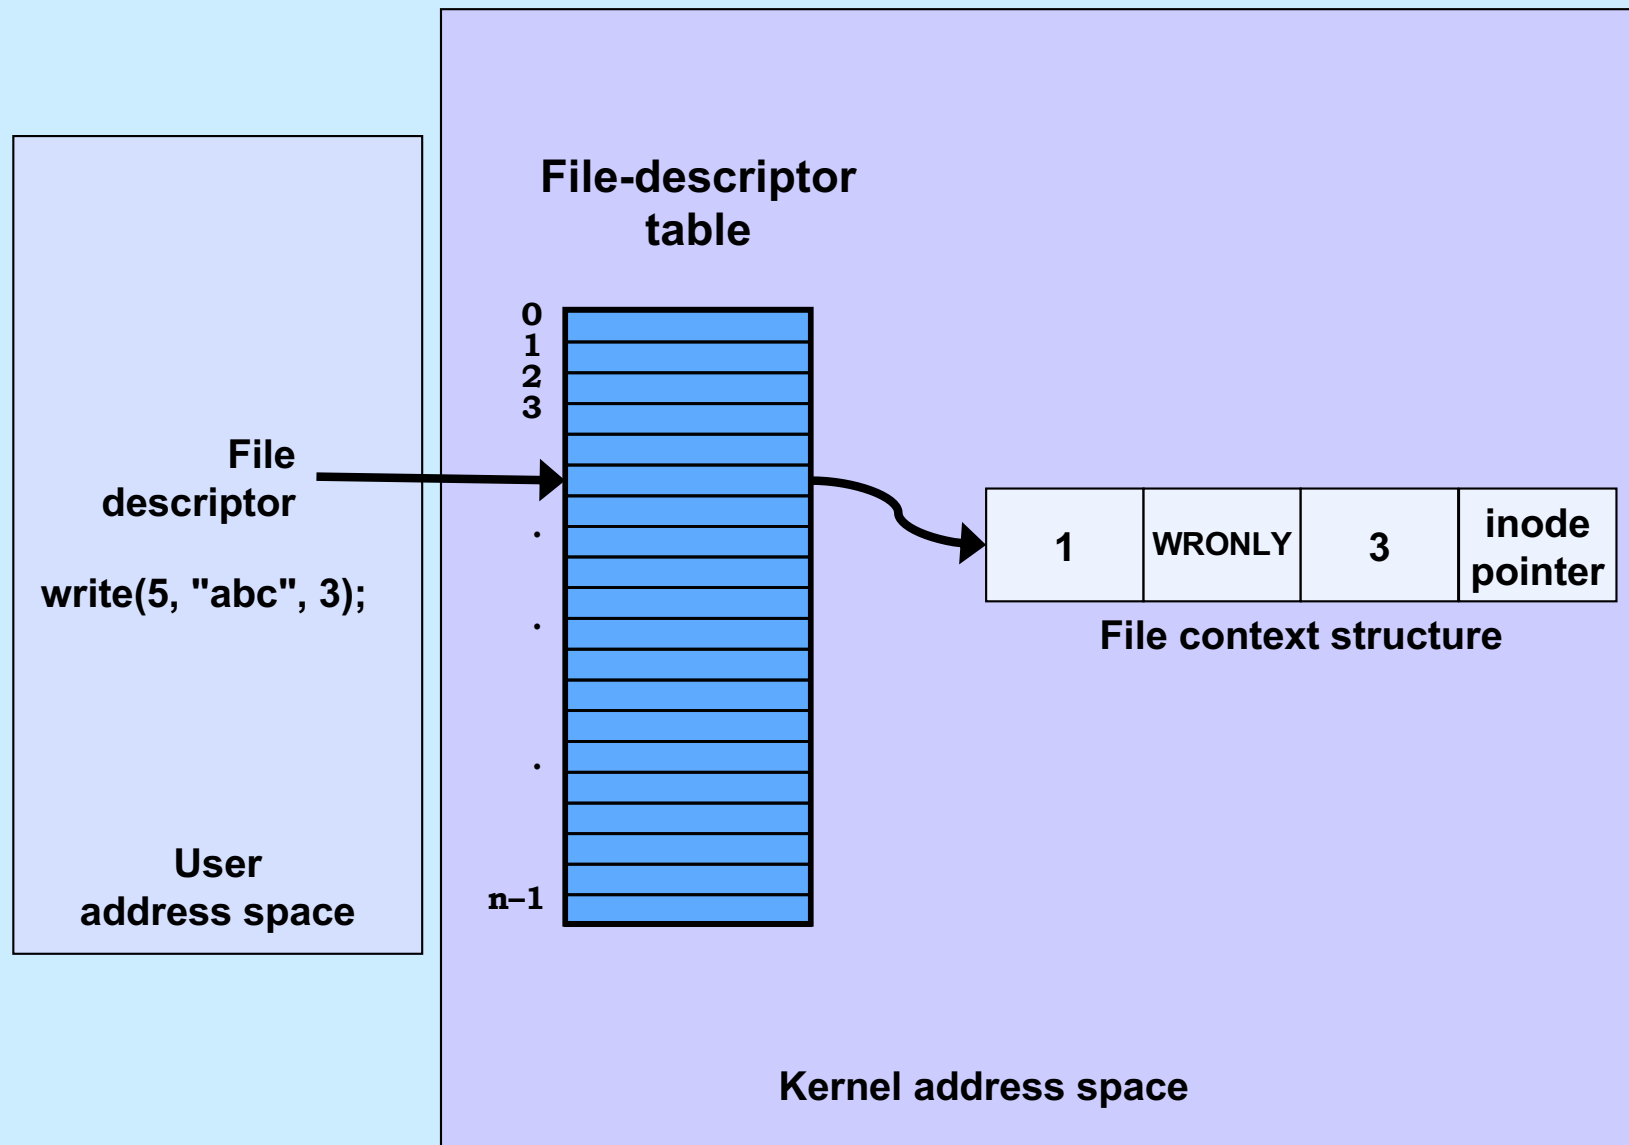 File-descriptor
table
0
1
2
3
.
.
.
n–1
File
descriptor
write(5, "abc", 3);
User
address space
1
WRONLY
3
inode
pointer
File context structure
Kernel address space